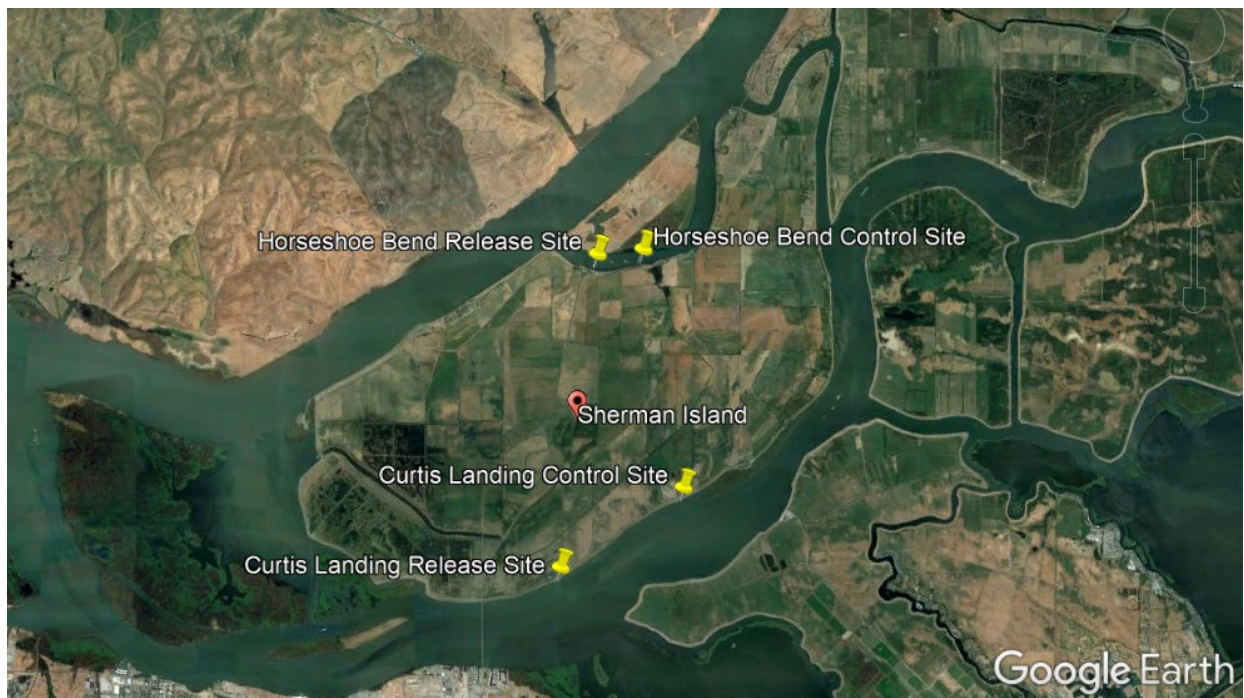 Horseshoe Bend Release Site
Horseshoe Bend Control Site
Sherman Island
Curtis Landing Control Site
Curtis Landing Release Site
Google Earth